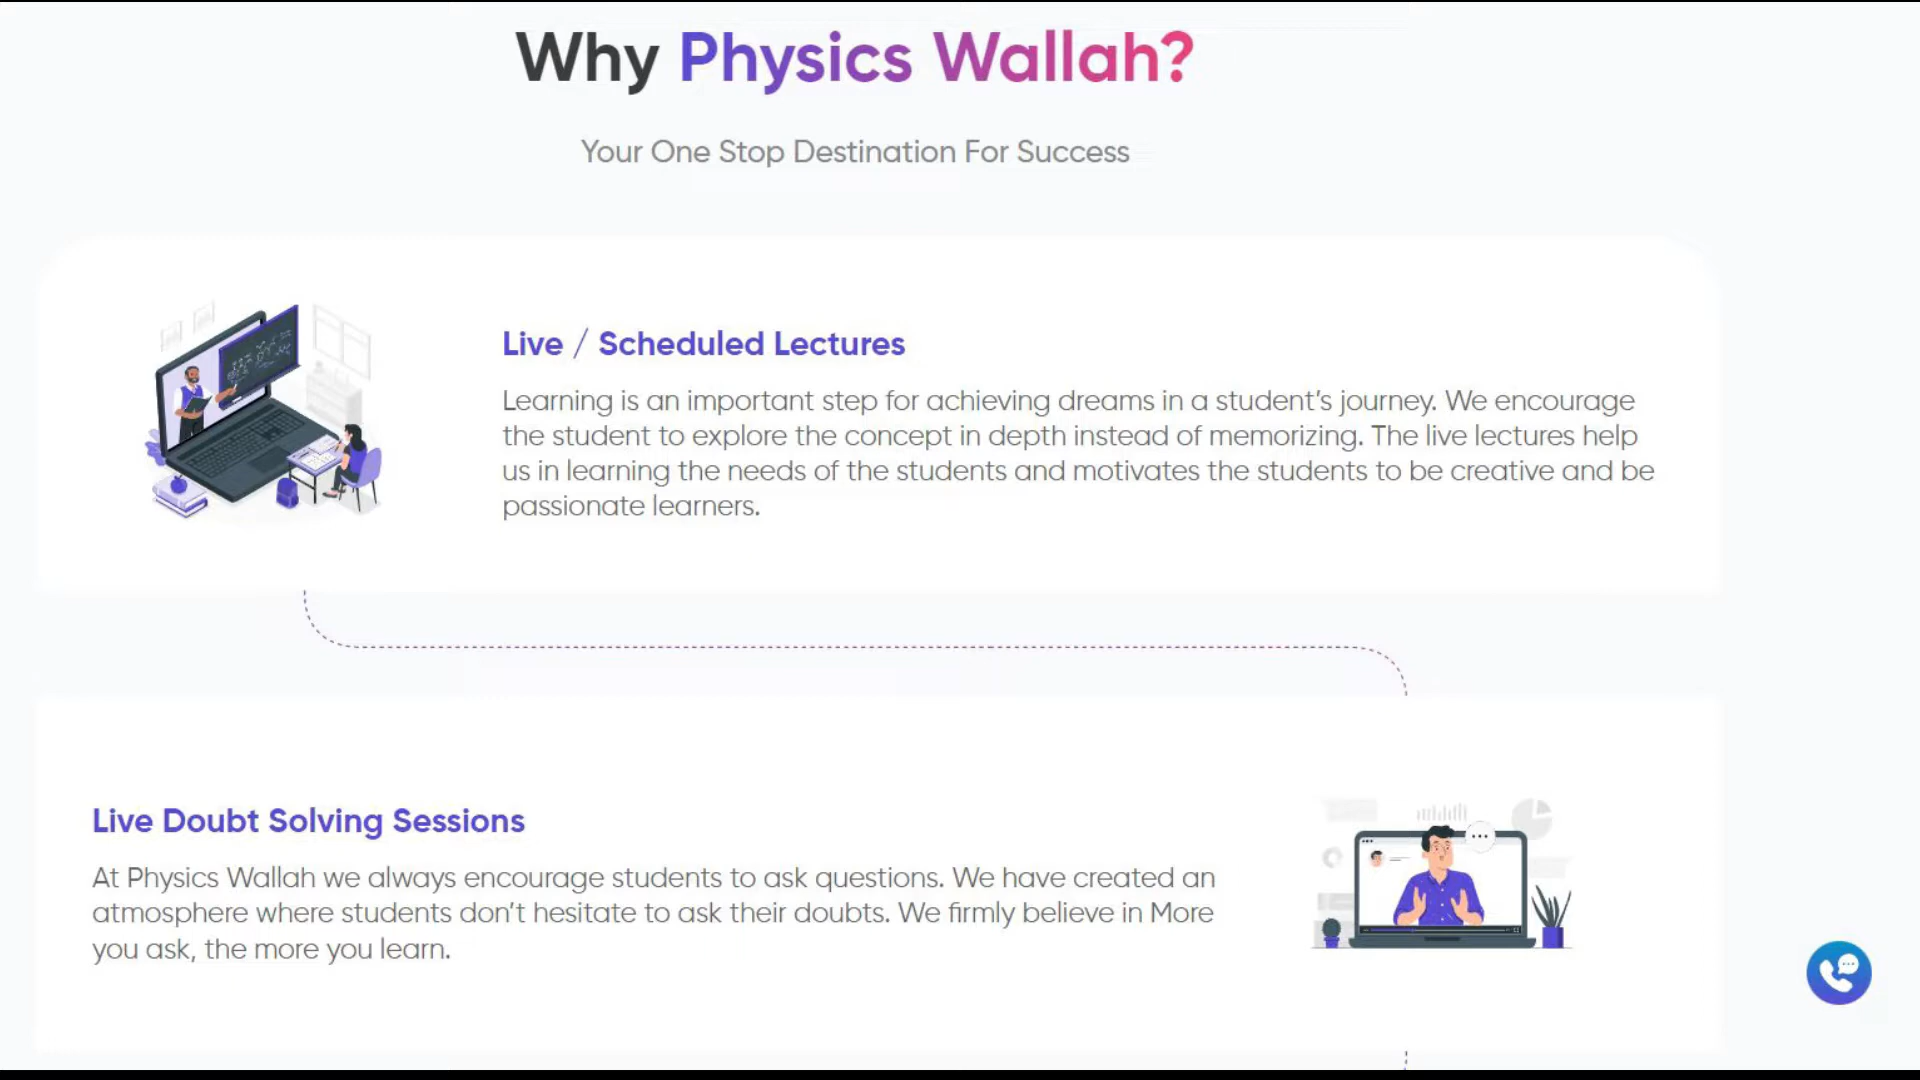 Why Physics Wallah?
Your One Stop Destination For Success
Live / Scheduled Lectures
Learning is an important step for achieving dreams in a student’s journey. We encourage
the student to explore the concept in depth instead of memorizing. The live lectures help
us in learning the needs of the students and motivates the students to be creative and be
passionate learners.
Live Doubt Solving Sessions
At Physics Wallah we always encourage students to ask questions. We have created an
atmosphere where students don’t hesitate to ask their doubts. We firmly believe in More
you ask, the more you learn.